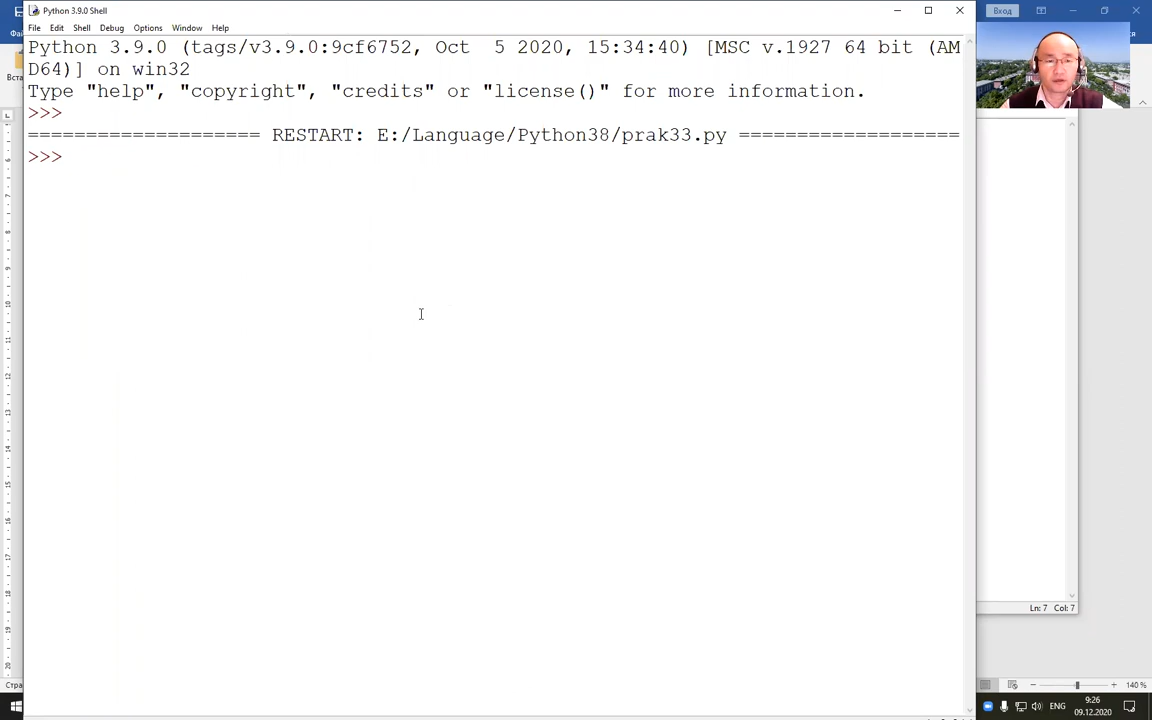 Python 3.9.0 Shell
Вход
File Edit Shell Debug Options Window Help
Python 3.9.0 (tags/v3.9.0:9cf6752, Oct 5 2020, 15:34:40) [MSC v.1927 64 bit (AM
D64)] on win32
Type "help", "copyright", "credits" or "license()" for more information.
>>>
==================== RESTART: E:/Language/Python38/prak33.py ===================
>>>
Ln: 7 Col: 7
140 %
ENG
9:26
09.12.2020